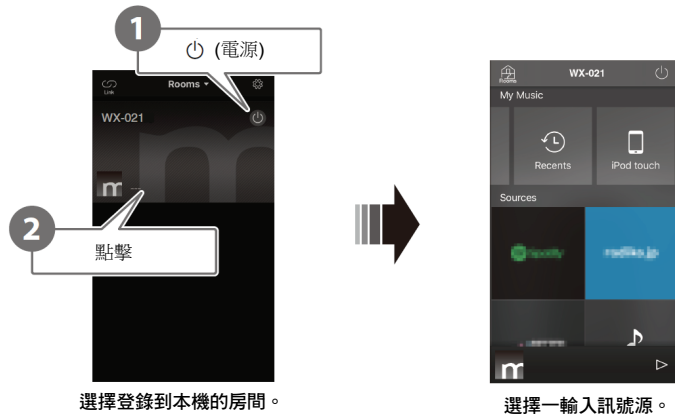 1
(電源)
Link
Rooms
WX-021
m
...
2
點擊
選擇登錄到本機的房間。
Rooms
WX-021
My Music
Recents
iPod touch
Sources
m
選擇一輸入訊號源。